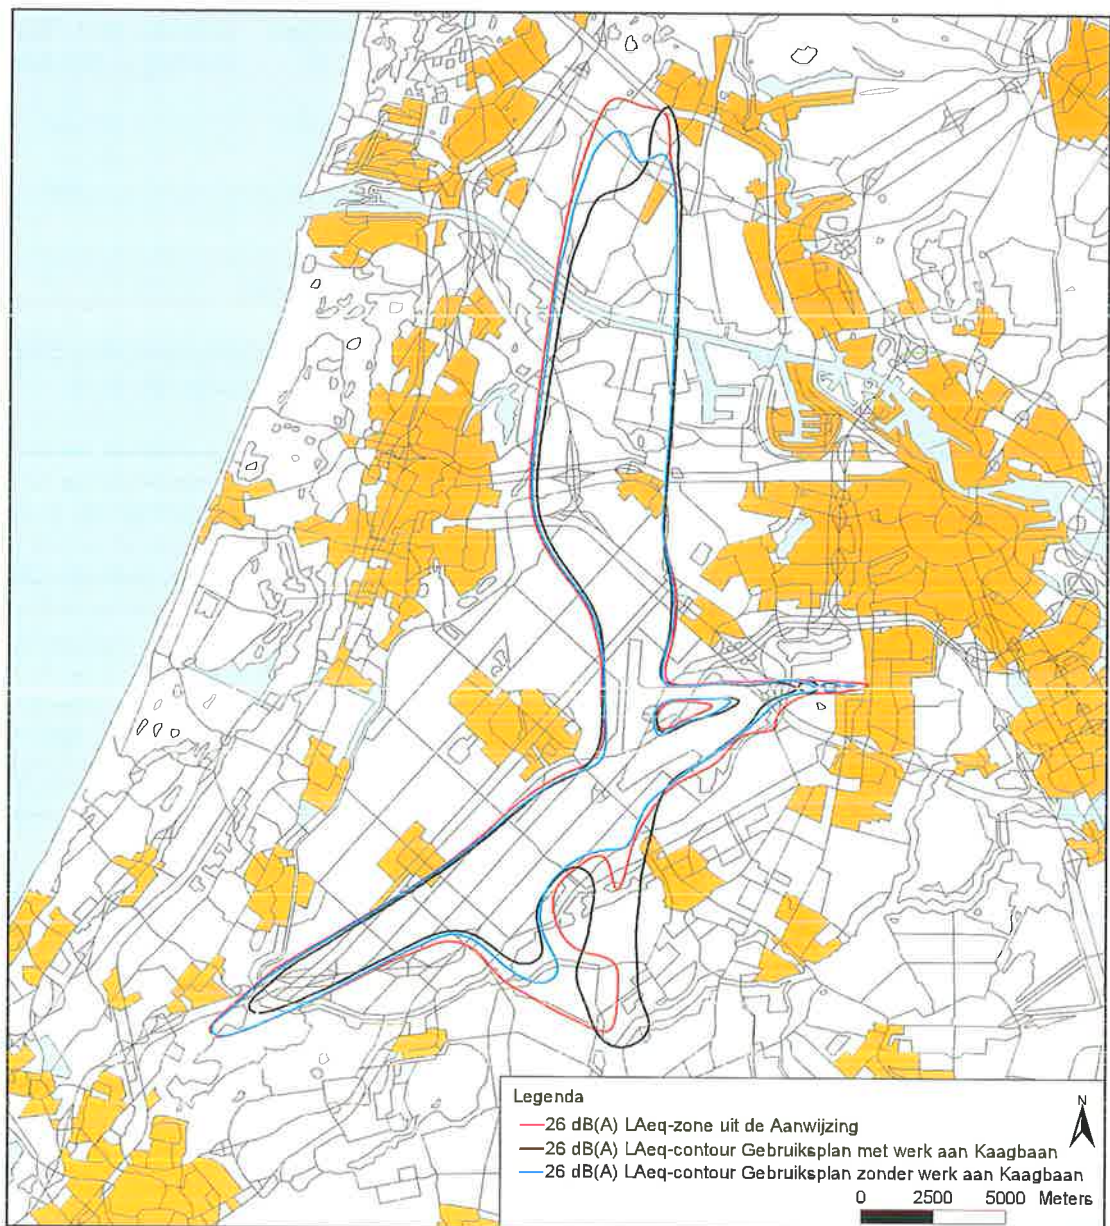 Legenda
26 dB(A) LAeq-zone uit de Aanwijzing
26 dB(A) LAeq-contour Gebruiksplan met werk aan Kaagbaan
26 dB(A) LAeq-contour Gebruiksplan zonder werk aan Kaagbaan
N
0 2500 5000 Meters